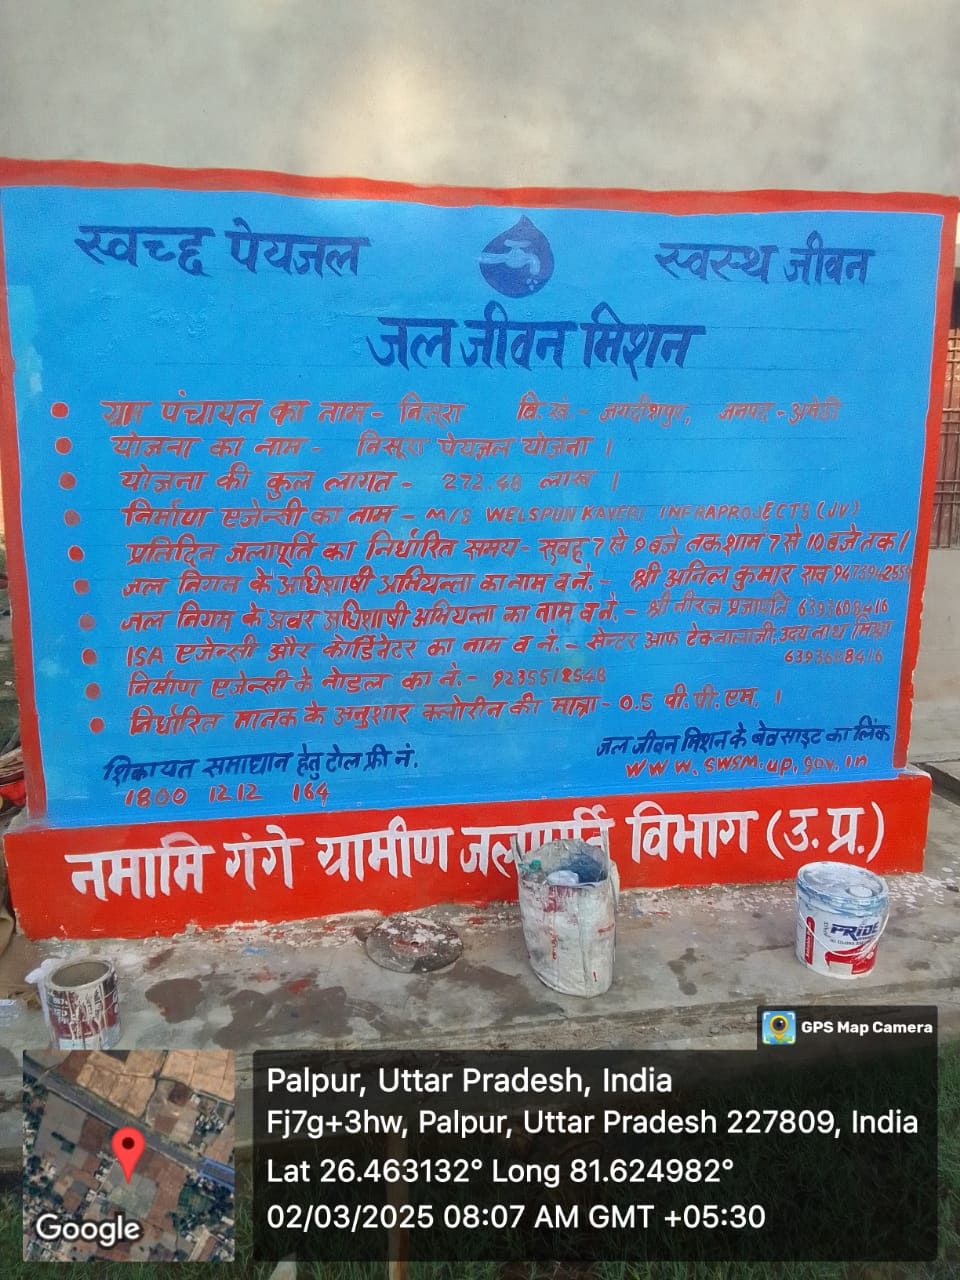 स्वच्छ पेयजल
स्वस्थ जीवन
जल जीवन मिशन
ग्राम पंचायत का नाम - निसूरा वि.खं.- जगदीशपुर, जनपद - अमेठी
योजना का नाम - निसूरा पेयजल योजना ।
योजना की कुल लागत - 272.48 लाख ।
निर्माण एजेन्सी का नाम - M/S WELSPUN KAVERI INFRAPROJECTS (JV)
प्रतिदिन जलापूर्ति का निर्धारित समय - सुबह 7 से 9 बजे तक शाम 7 से 10 बजे तक ।
जल निगम के अधिशाषी अभियन्ता का नाम व नं.- श्री अनिल कुमार राव
जल निगम के अवर अधिशाषी अभियन्ता का नाम व नं.- श्री नीरज प्रजापति 6393608416
ISA एजेन्सी और कोर्डिनेटर का नाम व नं.- सेन्टर आफ टेक्नालाजी, उदय नाथ मिश्रा
6393688416
निर्माण एजेन्सी के नोडल का नं.- 9235512548
निर्धारित मानक के अनुशार क्लोरीन की मात्रा - 0.5 पी.पी.एम. ।
शिकायत समाधान हेतु टोल फ्री नं.
1800 1212 164
जल जीवन मिशन के बेवसाइट का लिंक
www.swsm.up.gov.in
नमामि गंगे ग्रामीण जलापूर्ति विभाग (उ.प्र.)
PRIDE
GPS Map Camera
Palpur, Uttar Pradesh, India
Fj7g+3hw, Palpur, Uttar Pradesh 227809, India
Lat 26.463132° Long 81.624982°
02/03/2025 08:07 AM GMT +05:30
Google